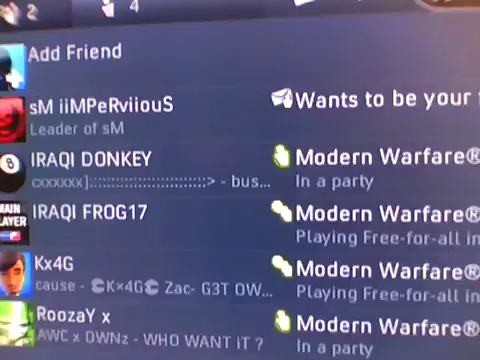 2
4
Add Friend
sM iiMPeRviiouS
Wants to be your
Leader of sM
8
IRAQI DONKEY
Modern Warfare®
cxxxxx]::::::::::::::::::::::::::> - bus...
In a party
MAIN
LAYER
IRAQI FROG17
Modern Warfare®
Playing Free-for-all in
Kx4G
Modern Warfare®
cause - K×4G Zac- G3T OW...
Playing Free-for-all in
RoozaY x
Modern Warfare®
AWC x OWNz - WHO WANT iT ?
In a party